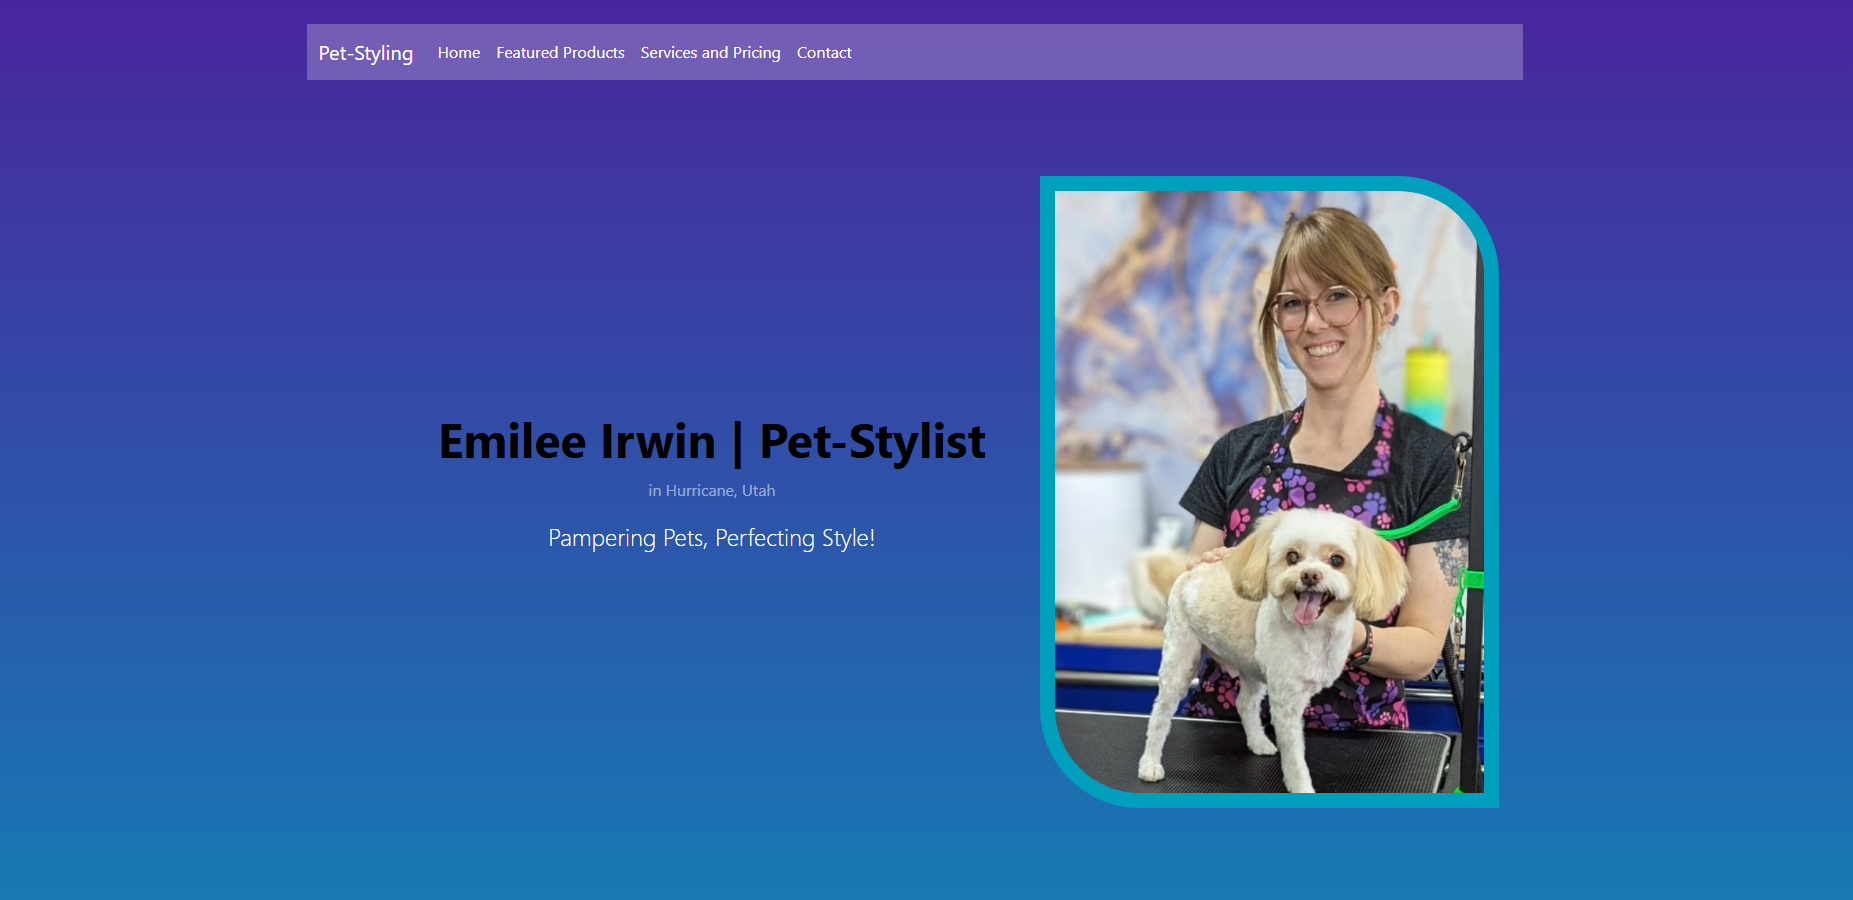 Pet-Styling Home Featured Products Services and Pricing Contact
Emilee Irwin | Pet-Stylist
in Hurricane, Utah
Pampering Pets, Perfecting Style!